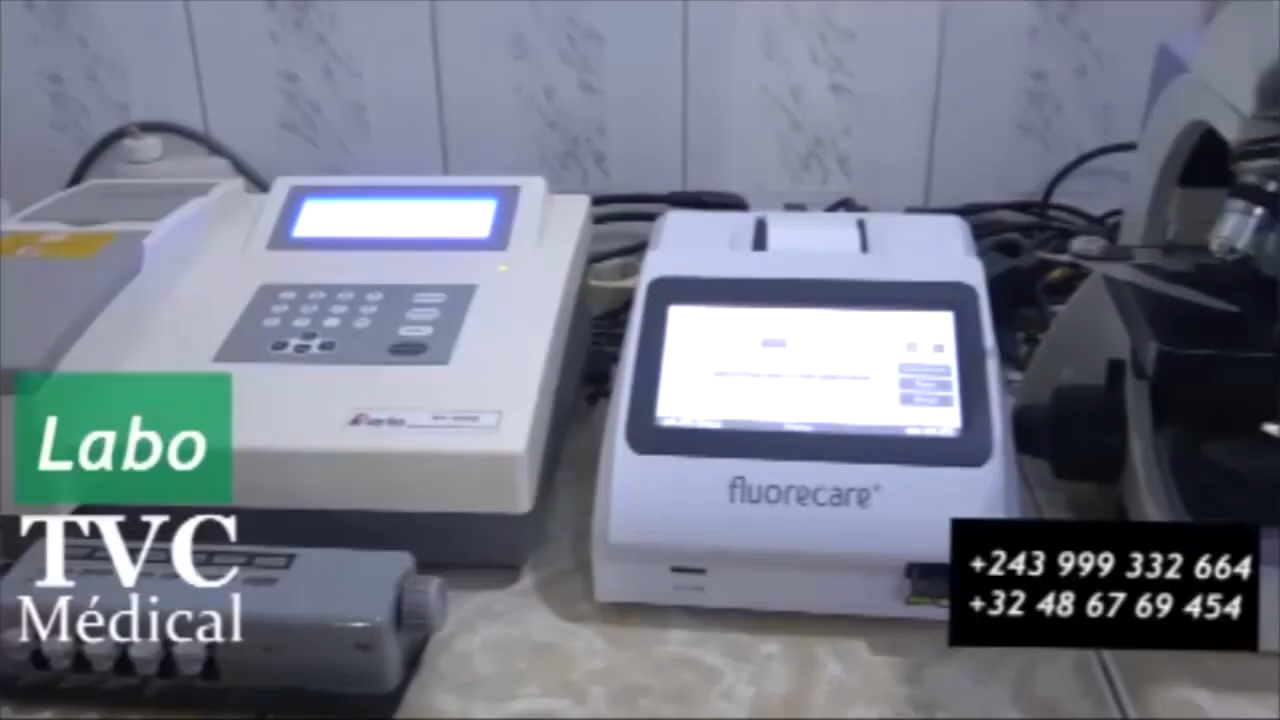 fluorecare+
Labo
TVC
Médical
+243 999 332 664
+32 48 67 69 454